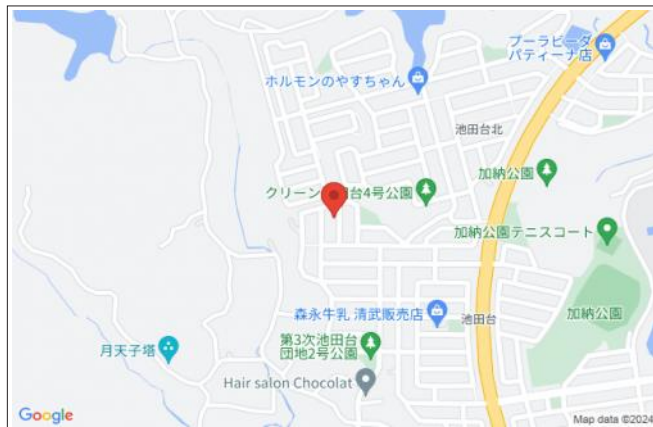 プーラビーダ
パティーナ店
ホルモンのやすちゃん
池田台北
加納公園
クリーン
台4号公園
加納公園テニスコート
森永牛乳 清武販売店
池田台
加納公園
第3次池田台
団地2号公園
月天子塔
Hair salon Chocolat
Google
Map data ©2024